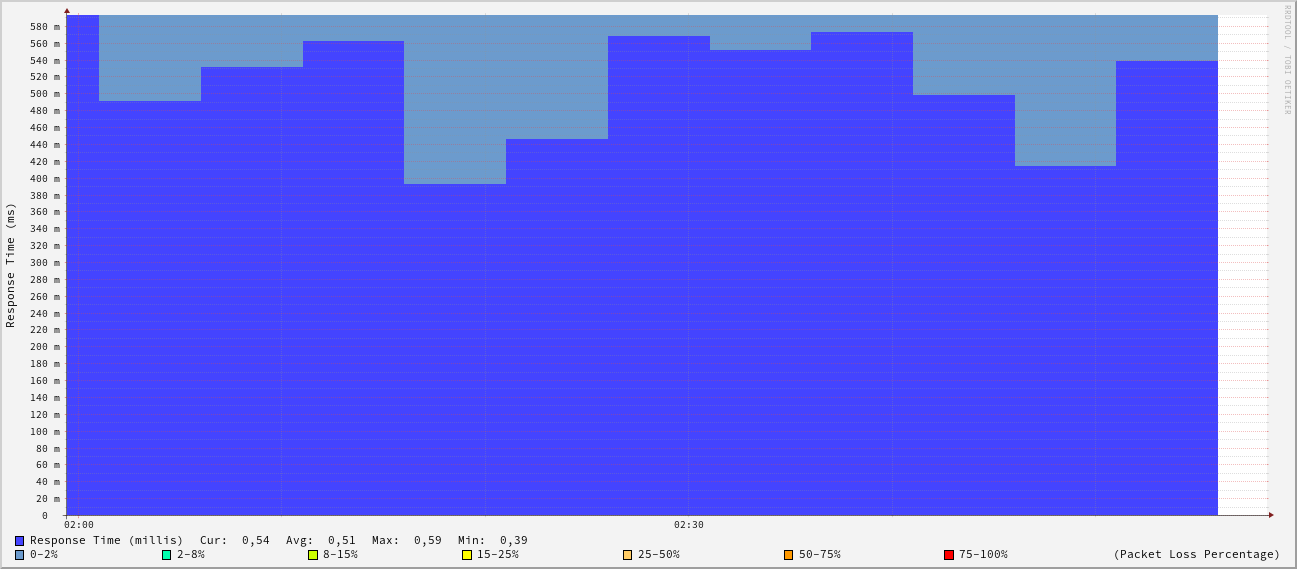 RRDTOOL / TOBI OETIKER
Response Time (ms)
580 m
560 m
540 m
520 m
500 m
480 m
460 m
440 m
420 m
400 m
380 m
360 m
340 m
320 m
300 m
280 m
260 m
240 m
220 m
200 m
180 m
160 m
140 m
120 m
100 m
80 m
60 m
40 m
20 m
0
02:00 02:30
Response Time (millis) Cur: 0,54 Avg: 0,51 Max: 0,59 Min: 0,39
0-2% 2-8% 8-15% 15-25% 25-50% 50-75% 75-100% (Packet Loss Percentage)